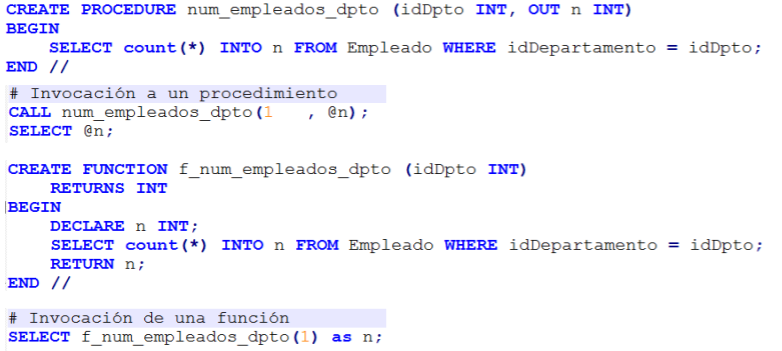 CREATE PROCEDURE num_empleados_dpto (idDpto INT, OUT n INT)
BEGIN
    SELECT count(*) INTO n FROM Empleado WHERE idDepartamento = idDpto;
END //
# Invocación a un procedimiento
CALL num_empleados_dpto(1   , @n);
SELECT @n;
CREATE FUNCTION f_num_empleados_dpto (idDpto INT)
    RETURNS INT
BEGIN
    DECLARE n INT;
    SELECT count(*) INTO n FROM Empleado WHERE idDepartamento = idDpto;
    RETURN n;
END //
# Invocación de una función
SELECT f_num_empleados_dpto(1) as n;